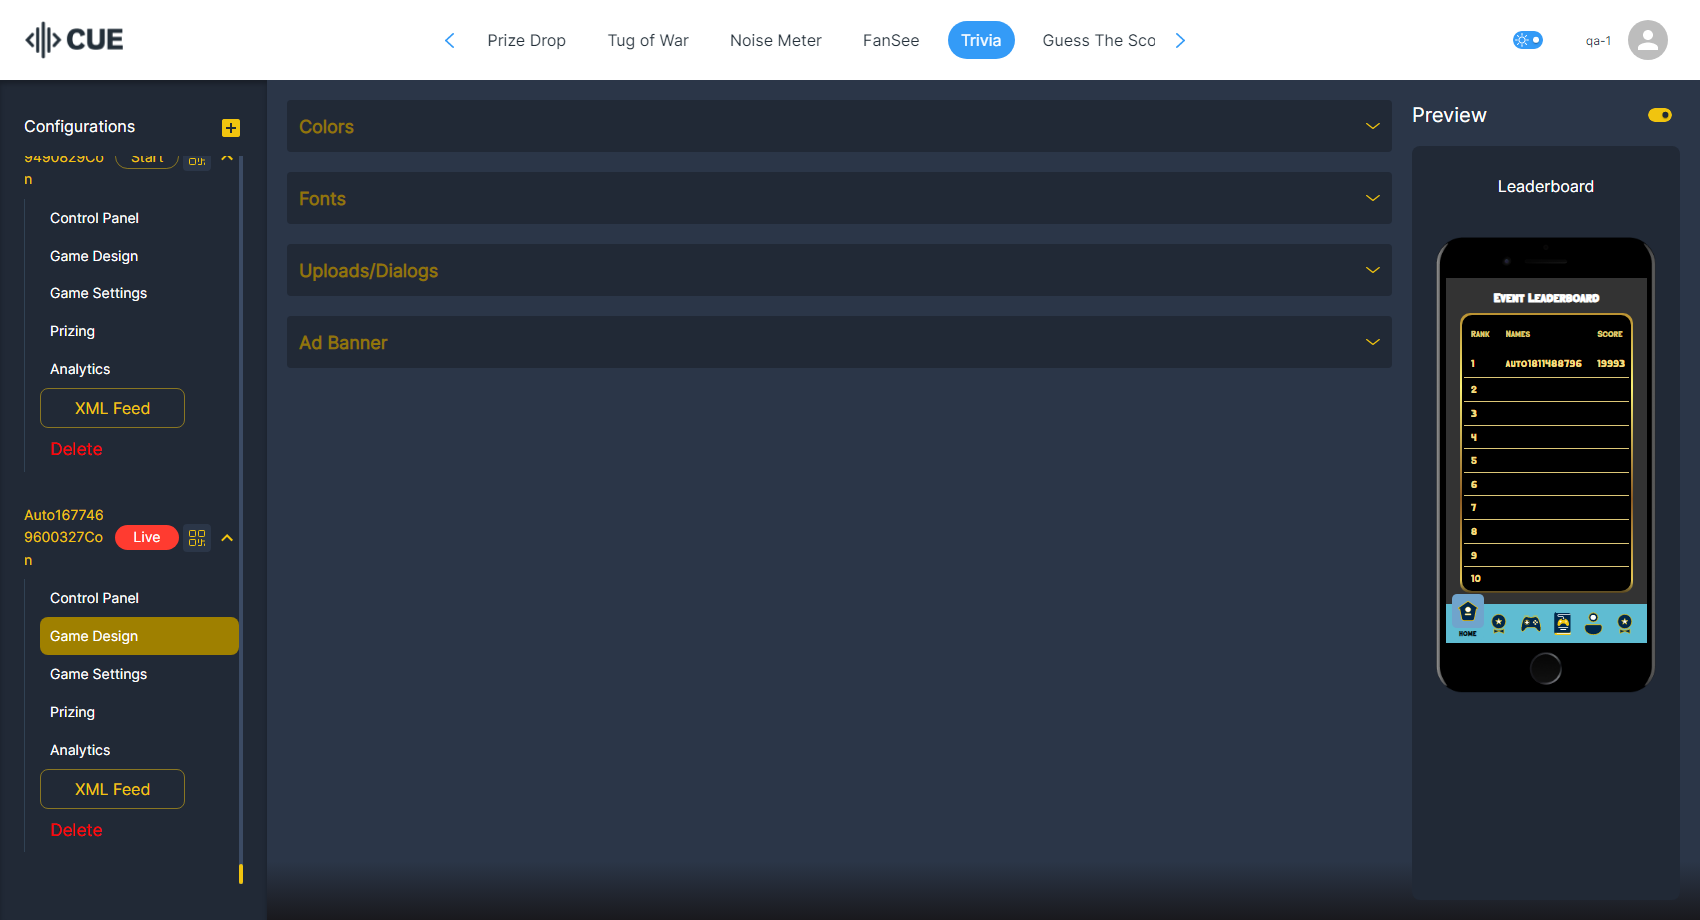 CUE
Prize Drop
Tug of War
Noise Meter
FanSee
Trivia
Guess The Sco
qa-1
Configurations
9490829Co
n
Start
Control Panel
Game Design
Game Settings
Prizing
Analytics
XML Feed
Delete
Auto167746
9600327Co
n
Live
Control Panel
Game Design
Game Settings
Prizing
Analytics
XML Feed
Delete
Colors
Fonts
Uploads/Dialogs
Ad Banner
Preview
Leaderboard
Event Leaderboard
Rank Names Score
1 auto1811488796 19993
2
3
4
5
6
7
8
9
10
HOME